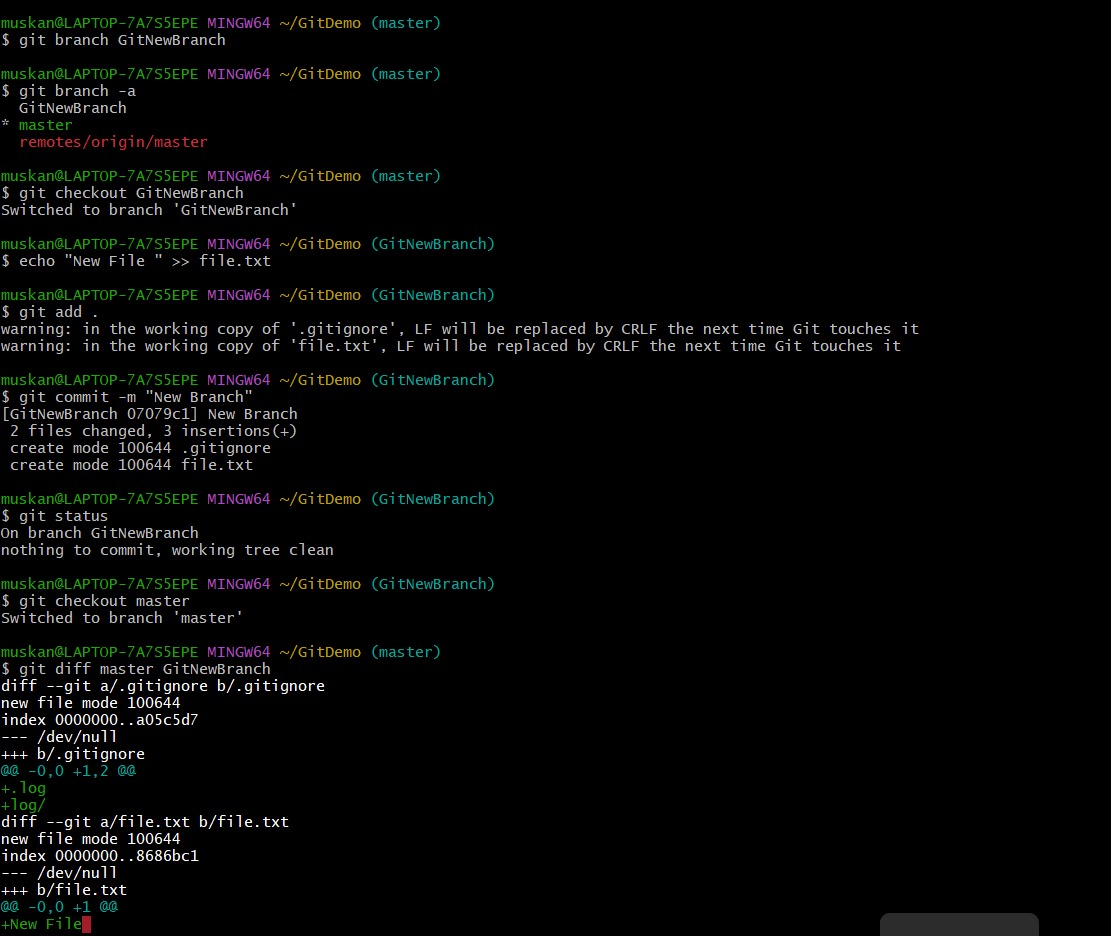 muskan@LAPTOP-7A7S5EPE MINGW64 ~/GitDemo (master)
$ git branch GitNewBranch
muskan@LAPTOP-7A7S5EPE MINGW64 ~/GitDemo (master)
$ git branch -a
  GitNewBranch
* master
  remotes/origin/master
muskan@LAPTOP-7A7S5EPE MINGW64 ~/GitDemo (master)
$ git checkout GitNewBranch
Switched to branch 'GitNewBranch'
muskan@LAPTOP-7A7S5EPE MINGW64 ~/GitDemo (GitNewBranch)
$ echo "New File " >> file.txt
muskan@LAPTOP-7A7S5EPE MINGW64 ~/GitDemo (GitNewBranch)
$ git add .
warning: in the working copy of '.gitignore', LF will be replaced by CRLF the next time Git touches it
warning: in the working copy of 'file.txt', LF will be replaced by CRLF the next time Git touches it
muskan@LAPTOP-7A7S5EPE MINGW64 ~/GitDemo (GitNewBranch)
$ git commit -m "New Branch"
[GitNewBranch 07079c1] New Branch
 2 files changed, 3 insertions(+)
 create mode 100644 .gitignore
 create mode 100644 file.txt
muskan@LAPTOP-7A7S5EPE MINGW64 ~/GitDemo (GitNewBranch)
$ git status
On branch GitNewBranch
nothing to commit, working tree clean
muskan@LAPTOP-7A7S5EPE MINGW64 ~/GitDemo (GitNewBranch)
$ git checkout master
Switched to branch 'master'
muskan@LAPTOP-7A7S5EPE MINGW64 ~/GitDemo (master)
$ git diff master GitNewBranch
diff --git a/.gitignore b/.gitignore
new file mode 100644
index 0000000..a05c5d7
--- /dev/null
+++ b/.gitignore
@@ -0,0 +1,2 @@
+.log
+log/
diff --git a/file.txt b/file.txt
new file mode 100644
index 0000000..8686bc1
--- /dev/null
+++ b/file.txt
@@ -0,0 +1 @@
+New File